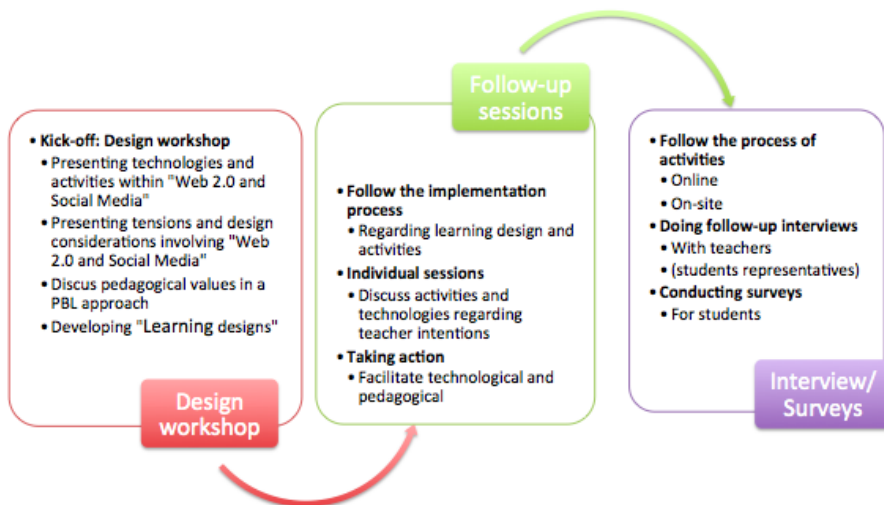 • Kick-off: Design workshop
• Presenting technologies and
activities within "Web 2.0 and
Social Media"
• Presenting tensions and design
considerations involving "Web
2.0 and Social Media"
• Discus pedagogical values in a
PBL approach
• Developing "Learning designs"
Design
workshop
Follow-up
sessions
• Follow the implementation
process
• Regarding learning design and
activities
• Individual sessions
• Discuss activities and
technologies regarding
teacher intentions
• Taking action
• Facilitate technological and
pedagogical
• Follow the process of
activities
• Online
• On-site
• Doing follow-up interviews
• With teachers
• (students representatives)
• Conducting surveys
• For students
Interview/
Surveys